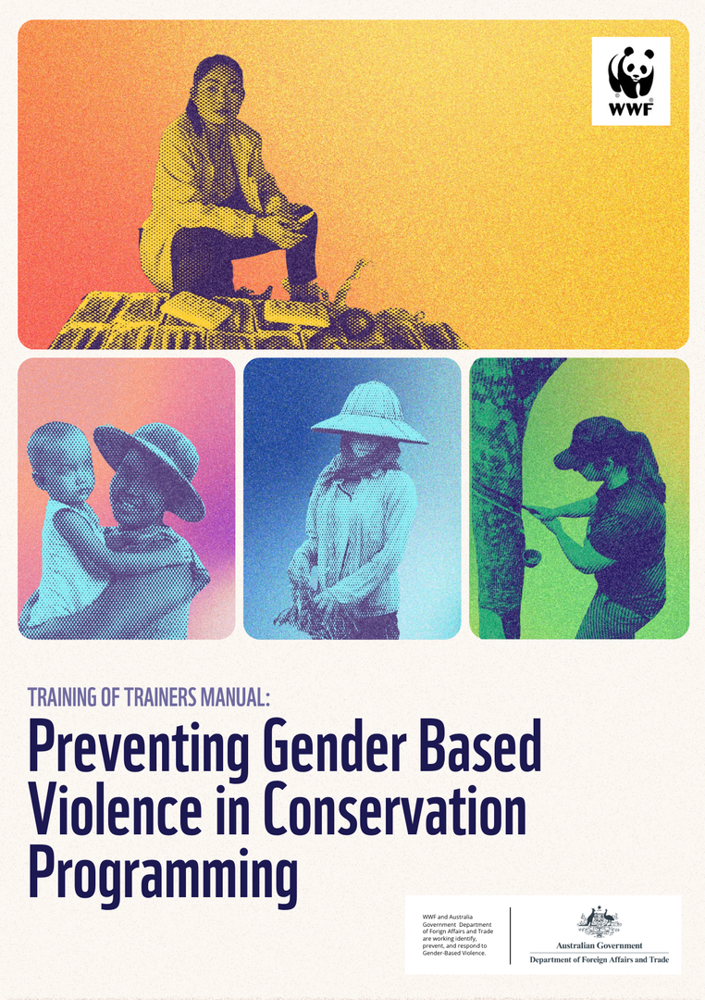 WWF
TRAINING OF TRAINERS MANUAL:
Preventing Gender Based
Violence in Conservation
Programming
WWF and Australia
Government Department
of Forign Affairs and Trade
are working identify,
prevent, and respond to
Gender-Based Violence.
Australian Government
Department of Foreign Affairs and Trade